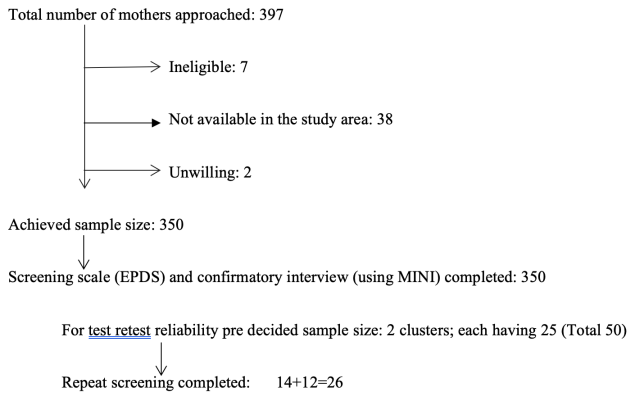 Total number of mothers approached: 397
Ineligible: 7
Not available in the study area: 38
Unwilling: 2
Achieved sample size: 350
Screening scale (EPDS) and confirmatory interview (using MINI) completed: 350
For test retest reliability pre decided sample size: 2 clusters; each having 25 (Total 50)
Repeat screening completed: 14+12=26